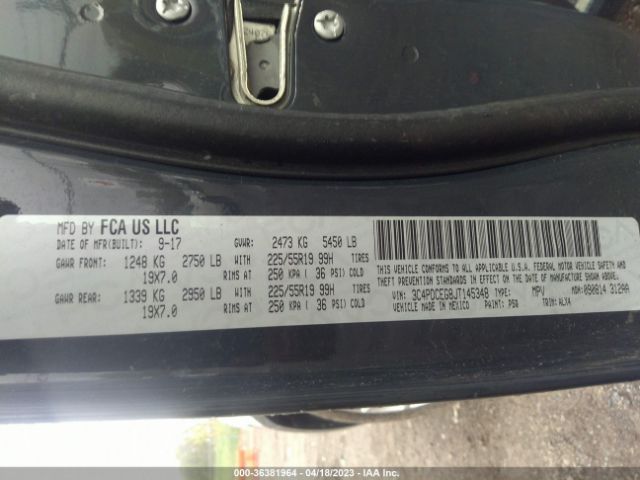 MFD BY FCA US LLC
DATE OF MFR(BUILT): 9-17 GVWR: 2473 KG 5450 LB
GAWR FRONT: 1248 KG 2750 LB WITH 225/55R19 99H TIRES
19X7.0 RIMS AT 250 KPA ( 36 PSI) COLD
GAWR REAR: 1339 KG 2950 LB WITH 225/55R19 99H TIRES
19X7.0 RIMS AT 250 KPA ( 36 PSI) COLD
THIS VEHICLE CONFORMS TO ALL APPLICABLE U.S.A. FEDERAL MOTOR VEHICLE SAFETY AND
THEFT PREVENTION STANDARDS IN EFFECT ON THE DATE OF MANUFACTURE SHOWN ABOVE.
VIN: 3C4PDCEG8JT145348 TYPE: MPV MDH: 090814 312AA
VEHICLE MADE IN MEXICO PAINT: PSB TRIM: ALX4
000-36381964 - 04/18/2023 - IAA Inc.